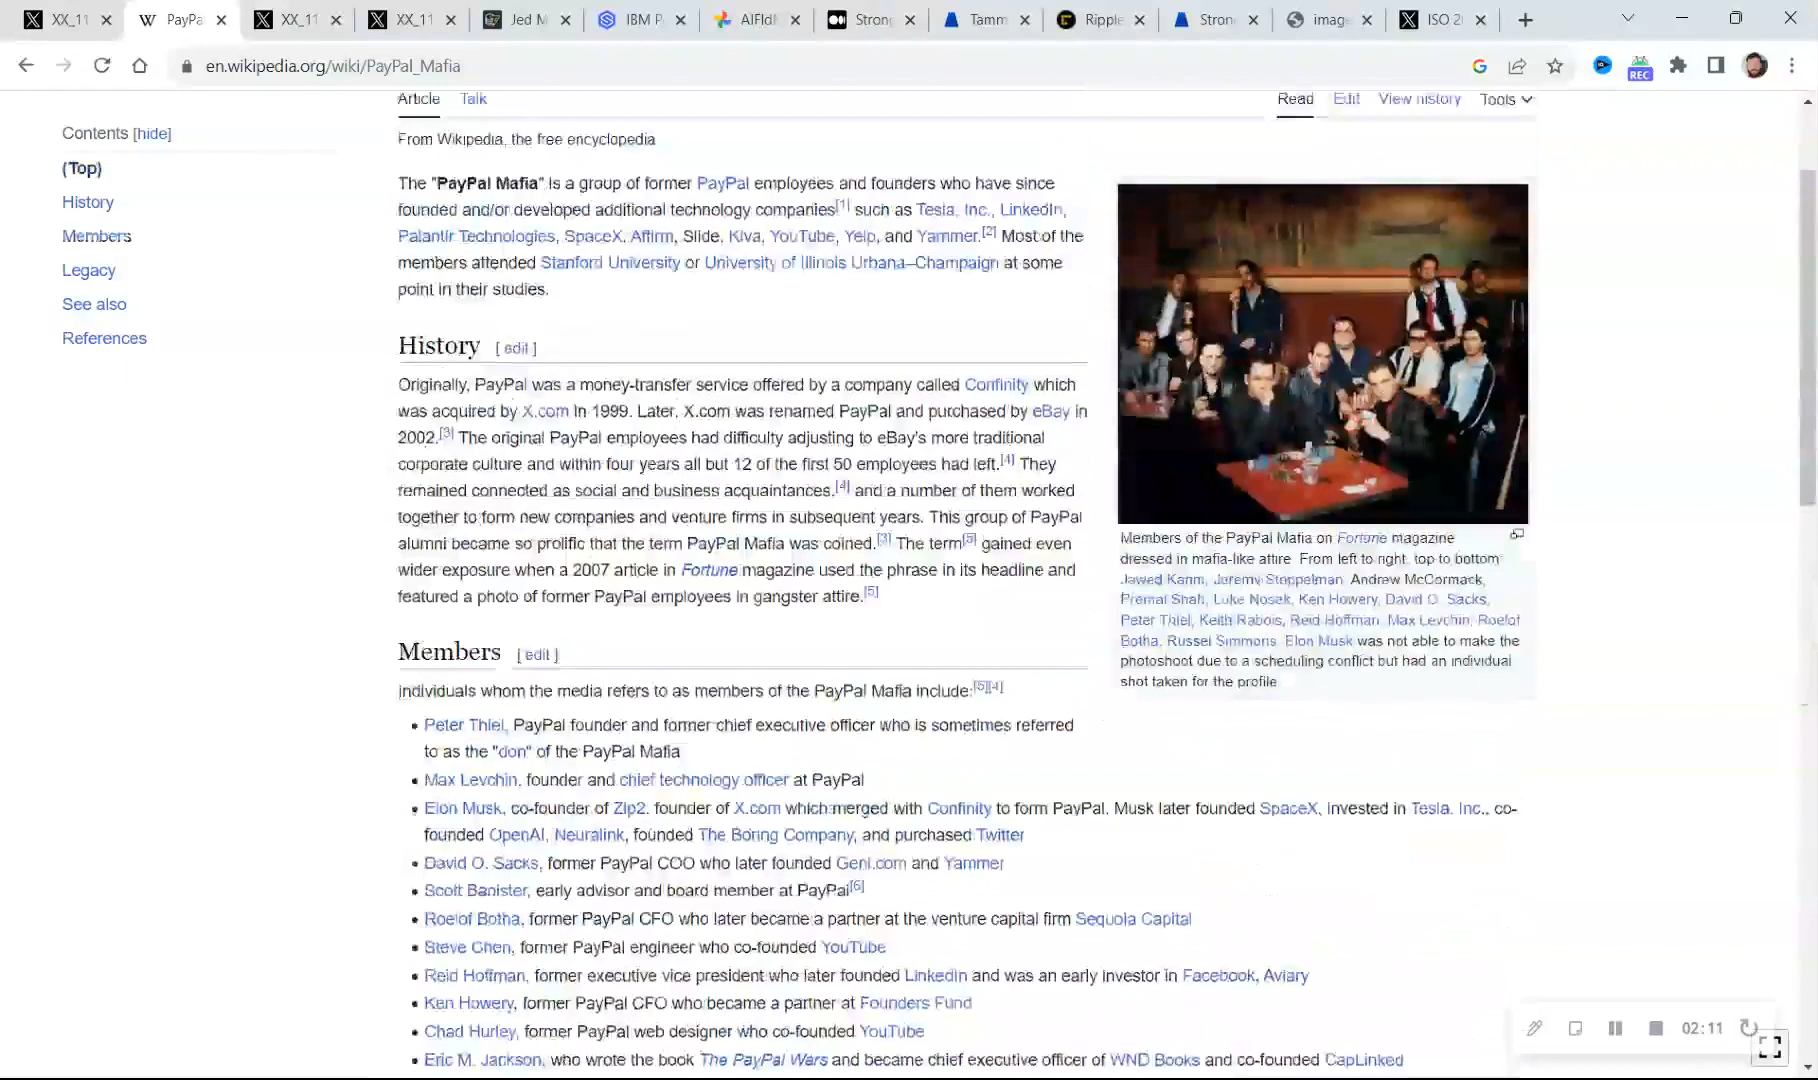 XX_11
PayPa
XX_11
XX_11
Jed M
IBM P
AIFIdM
Strong
Tamm
Ripple
Stron
image
ISO 2
en.wikipedia.org/wiki/PayPal_Mafia
REC
Contents [hide]
(Top)
History
Members
Legacy
See also
References
Article Talk
Read Edit View history Tools
From Wikipedia, the free encyclopedia
The "PayPal Mafia" is a group of former PayPal employees and founders who have since
founded and/or developed additional technology companies[1] such as Tesla, Inc., LinkedIn,
Palantir Technologies, SpaceX, Affirm, Slide, Kiva, YouTube, Yelp, and Yammer.[2] Most of the
members attended Stanford University or University of Illinois Urbana–Champaign at some
point in their studies.
History [ edit ]
Originally, PayPal was a money-transfer service offered by a company called Confinity which
was acquired by X.com in 1999. Later, X.com was renamed PayPal and purchased by eBay in
2002.[3] The original PayPal employees had difficulty adjusting to eBay's more traditional
corporate culture and within four years all but 12 of the first 50 employees had left.[4] They
remained connected as social and business acquaintances,[4] and a number of them worked
together to form new companies and venture firms in subsequent years. This group of PayPal
alumni became so prolific that the term PayPal Mafia was coined.[3] The term[5] gained even
wider exposure when a 2007 article in Fortune magazine used the phrase in its headline and
featured a photo of former PayPal employees in gangster attire.[5]
Members of the PayPal Mafia on Fortune magazine
dressed in mafia-like attire. From left to right, top to bottom:
Jawed Karim, Jeremy Stoppelman, Andrew McCormack,
Premal Shah, Luke Nosek, Ken Howery, David O. Sacks,
Peter Thiel, Keith Rabois, Reid Hoffman, Max Levchin, Roelof
Botha, Russel Simmons. Elon Musk was not able to make the
photoshoot due to a scheduling conflict but had an individual
shot taken for the profile
Members [ edit ]
Individuals whom the media refers to as members of the PayPal Mafia include:[5][4]
• Peter Thiel, PayPal founder and former chief executive officer who is sometimes referred
to as the "don" of the PayPal Mafia
• Max Levchin, founder and chief technology officer at PayPal
• Elon Musk, co-founder of Zip2, founder of X.com which merged with Confinity to form PayPal. Musk later founded SpaceX, invested in Tesla, Inc., co-
founded OpenAI, Neuralink, founded The Boring Company, and purchased Twitter
• David O. Sacks, former PayPal COO who later founded Geni.com and Yammer
• Scott Banister, early advisor and board member at PayPal[6]
• Roelof Botha, former PayPal CFO who later became a partner at the venture capital firm Sequoia Capital
• Steve Chen, former PayPal engineer who co-founded YouTube
• Reid Hoffman, former executive vice president who later founded LinkedIn and was an early investor in Facebook, Aviary
• Ken Howery, former PayPal CFO who became a partner at Founders Fund
• Chad Hurley, former PayPal web designer who co-founded YouTube
• Eric M. Jackson, who wrote the book The PayPal Wars and became chief executive officer of WND Books and co-founded CapLinked
02:11